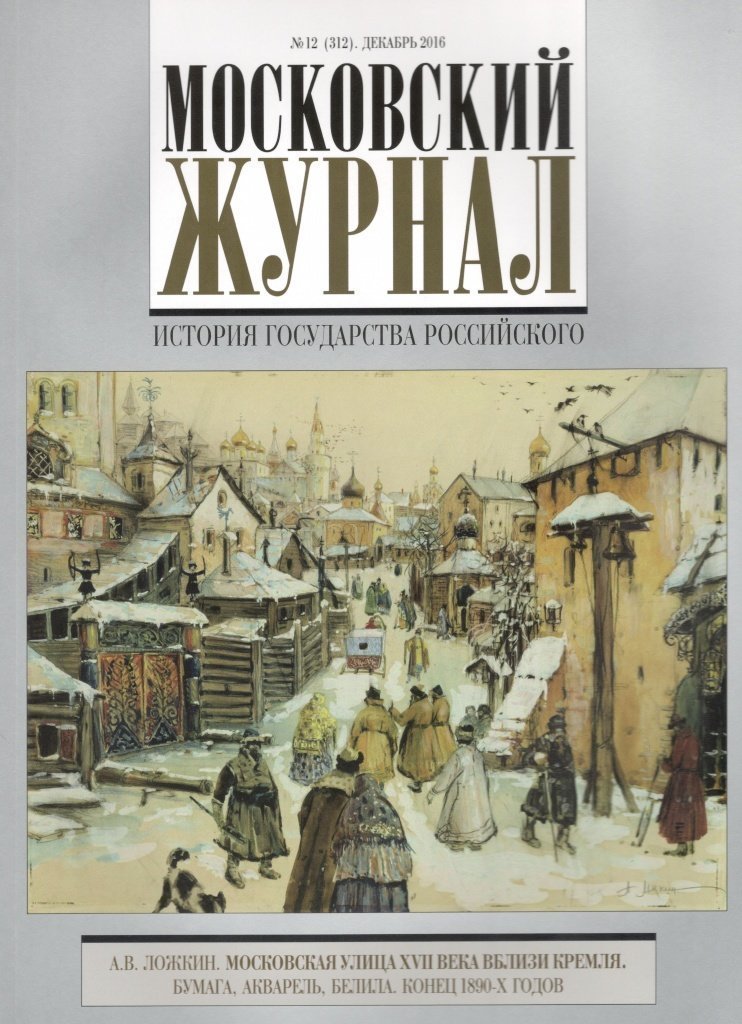 №12 (312). ДЕКАБРЬ 2016
МОСКОВСКИЙ
ЖУРНАЛ
ИСТОРИЯ ГОСУДАРСТВА РОССИЙСКОГО
А.В. ЛОЖКИН. МОСКОВСКАЯ УЛИЦА XVII ВЕКА ВБЛИЗИ КРЕМЛЯ.
БУМАГА, АКВАРЕЛЬ, БЕЛИЛА. КОНЕЦ 1890-Х ГОДОВ